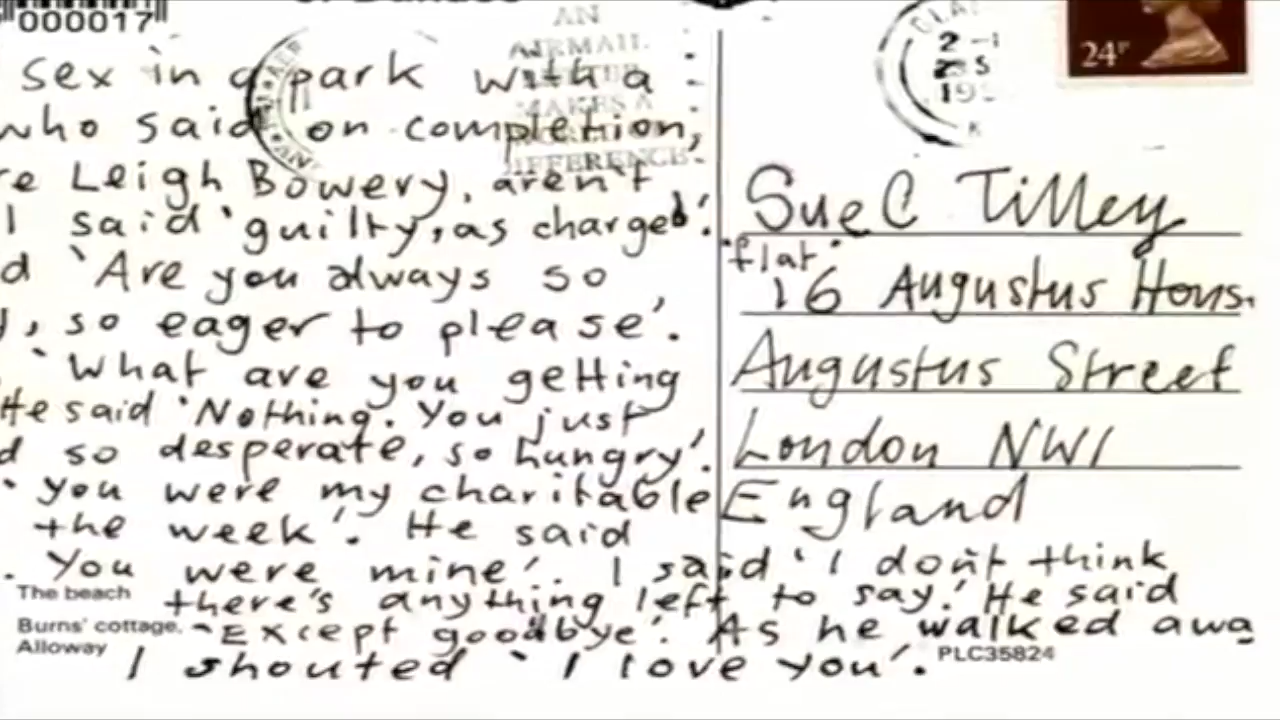 000017
AN
AIRMAIL
LETTER
MAKES A
WORLD OF
DIFFERENCE
24P
sex in a park with a
who said, on completion,
Leigh Bowery, aren't
I said 'guilty, as charged'.
'Are you always so
so eager to please'.
'What are you getting
He said 'Nothing. You just
so desperate, so hungry'.
'You were my charitable
the week'. He said
You were mine'. I said 'I don't think
there's anything left to say.' He said
'Except goodbye'. As he walked awa
I shouted 'I love you'.
Sue C Tilley
"flat"
16 Augustus Hous
Augustus Street
London NW1
England
The beach
Burns' cottage,
Alloway
PLC35824